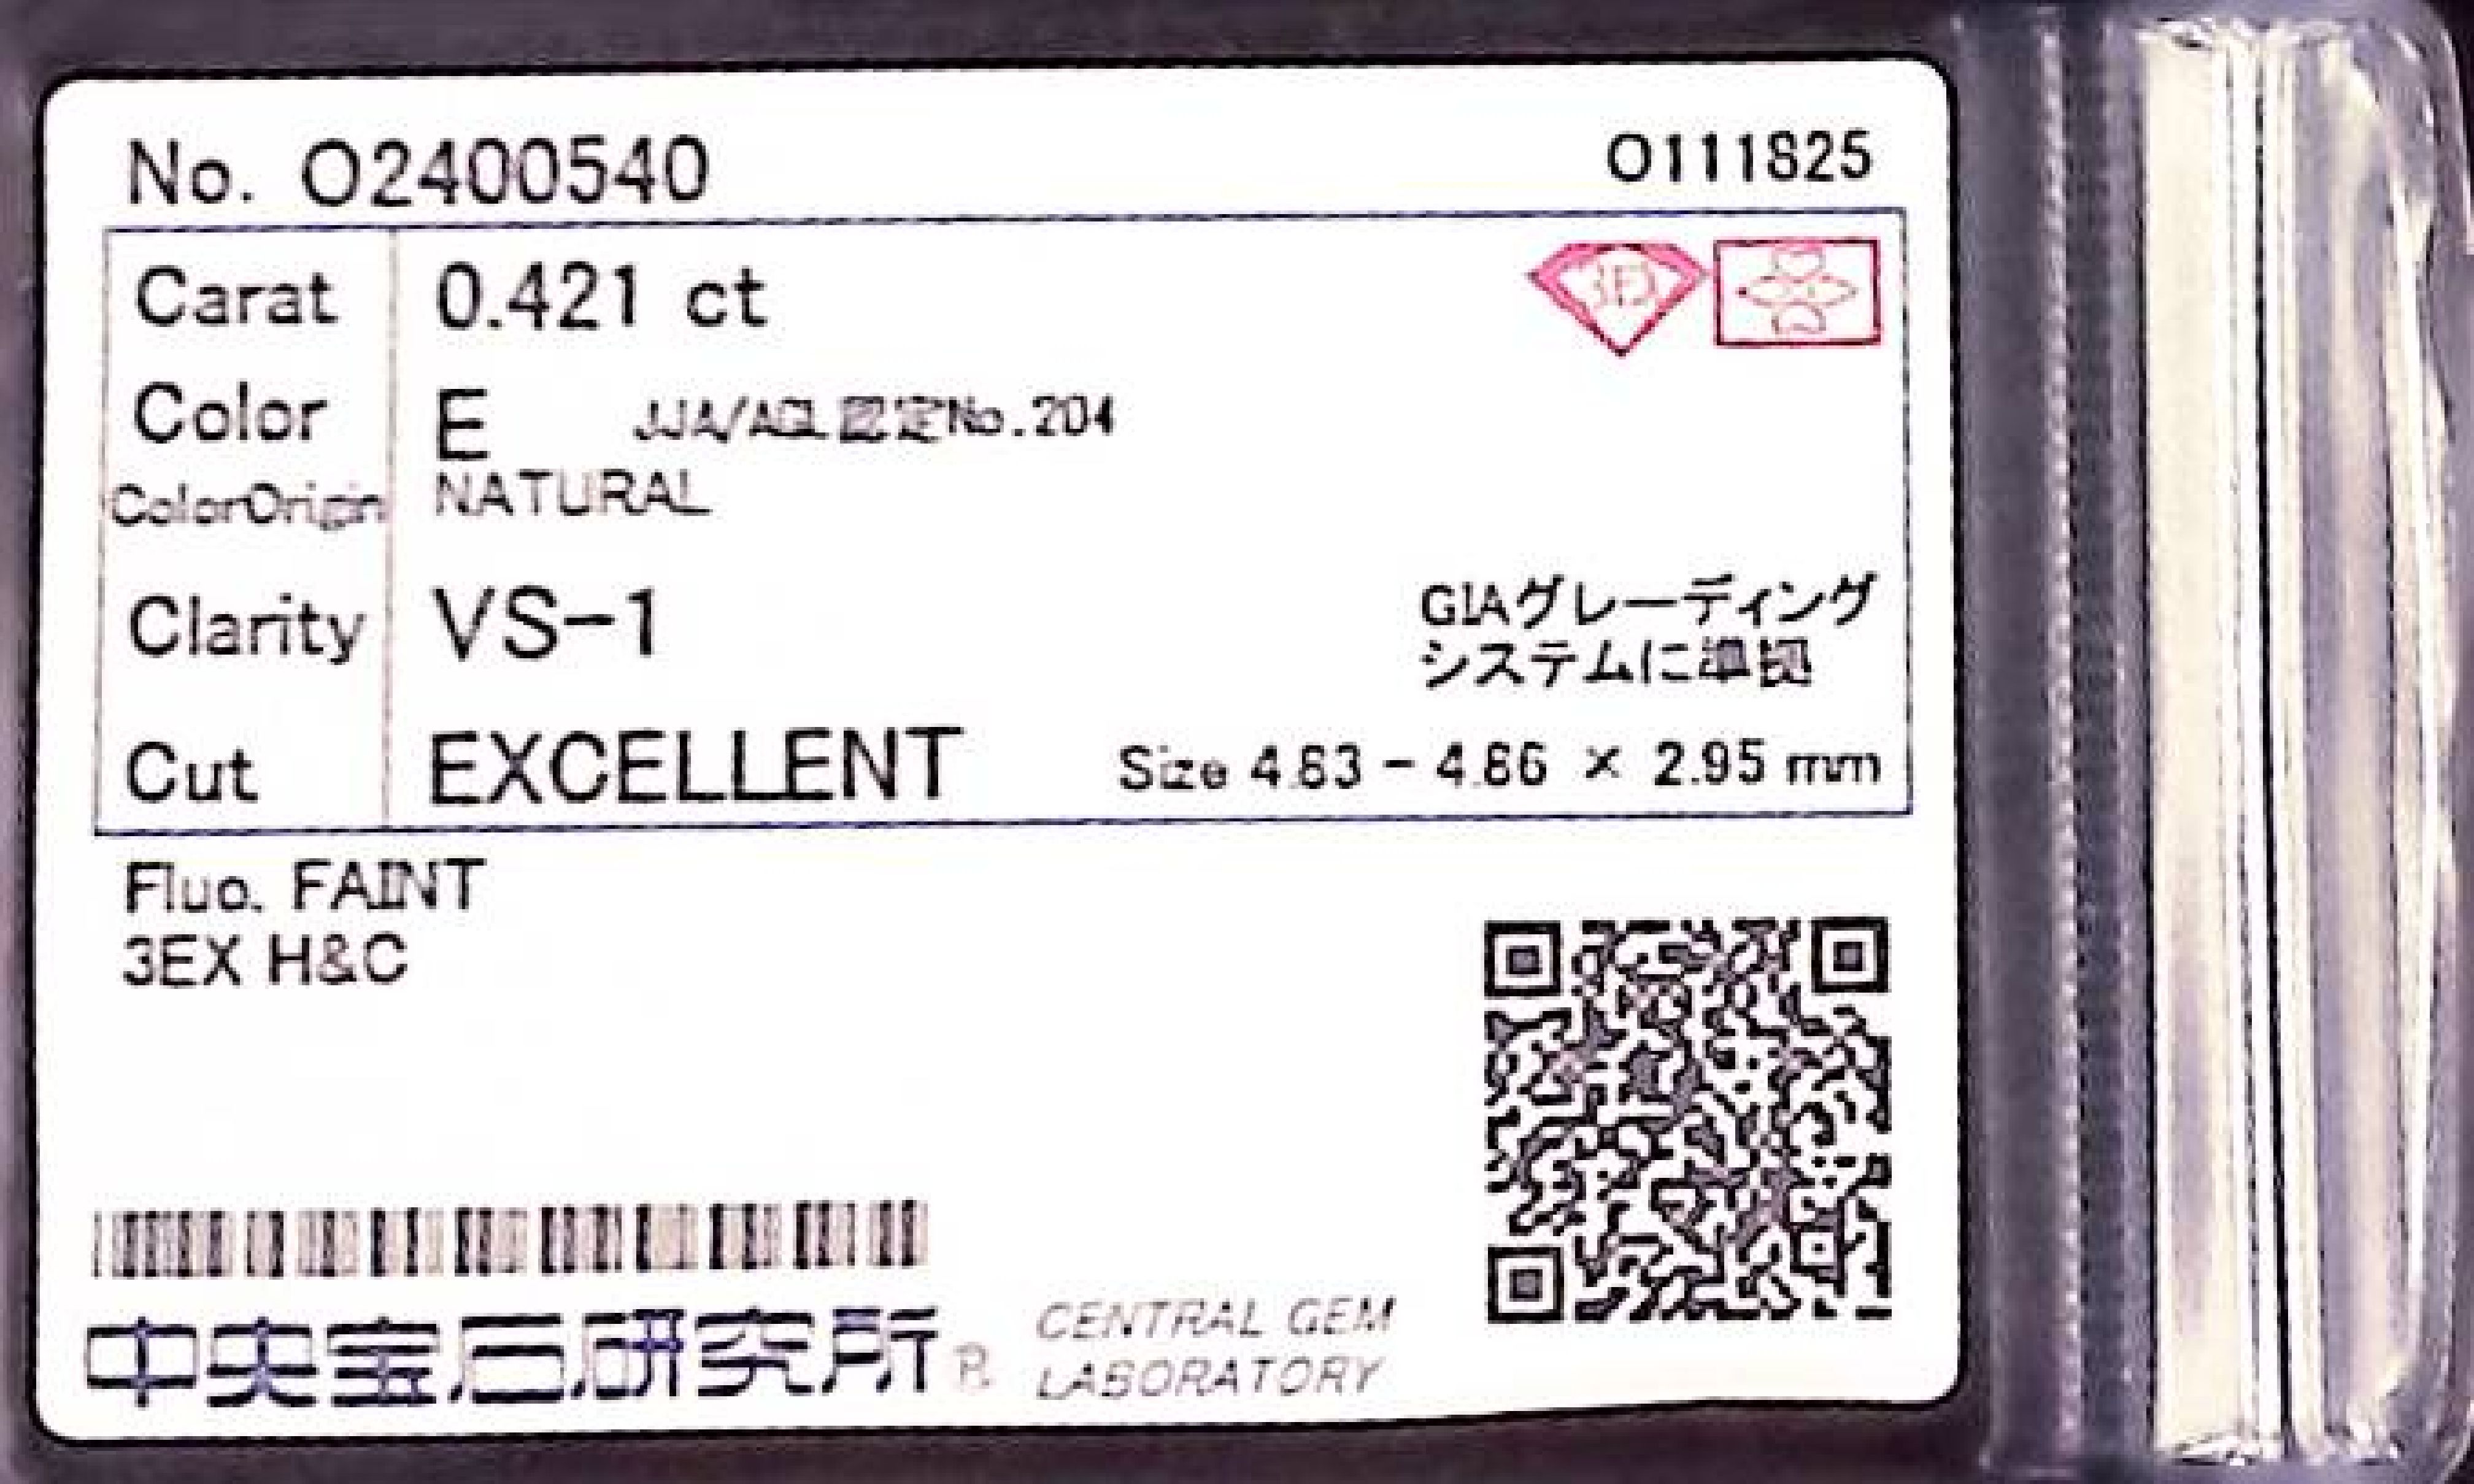 No. O2400540
O111825
Carat 0.421 ct
3EX
Color E JJA/AGL認定No.204
ColorOrigin NATURAL
Clarity VS-1
GIAグレーディング
システムに準拠
Cut EXCELLENT Size 4.83 - 4.86 × 2.95 mm
Fluo. FAINT
3EX H&C
中央宝石研究所® CENTRAL GEM
LABORATORY